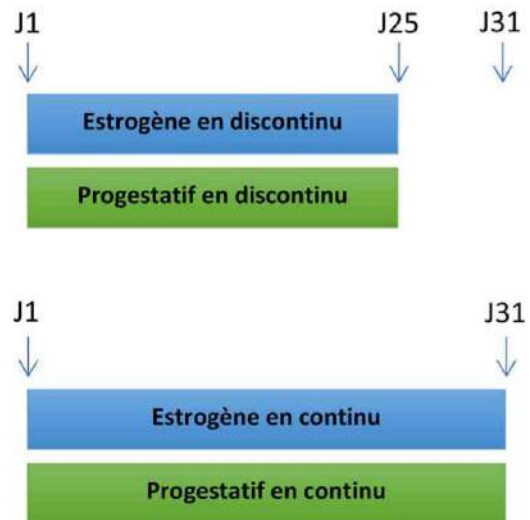 J1 J25 J31
Estrogène en discontinu
Progestatif en discontinu
J1 J31
Estrogène en continu
Progestatif en continu